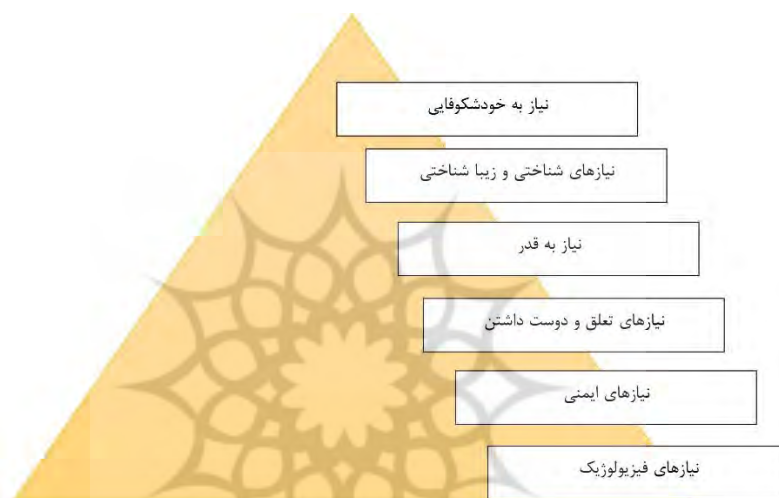 نیاز به خودشکوفایی
نیازهای شناختی و زیبا شناختی
نیاز به قدر
نیازهای تعلق و دوست داشتن
نیازهای ایمنی
نیازهای فیزیولوژیک